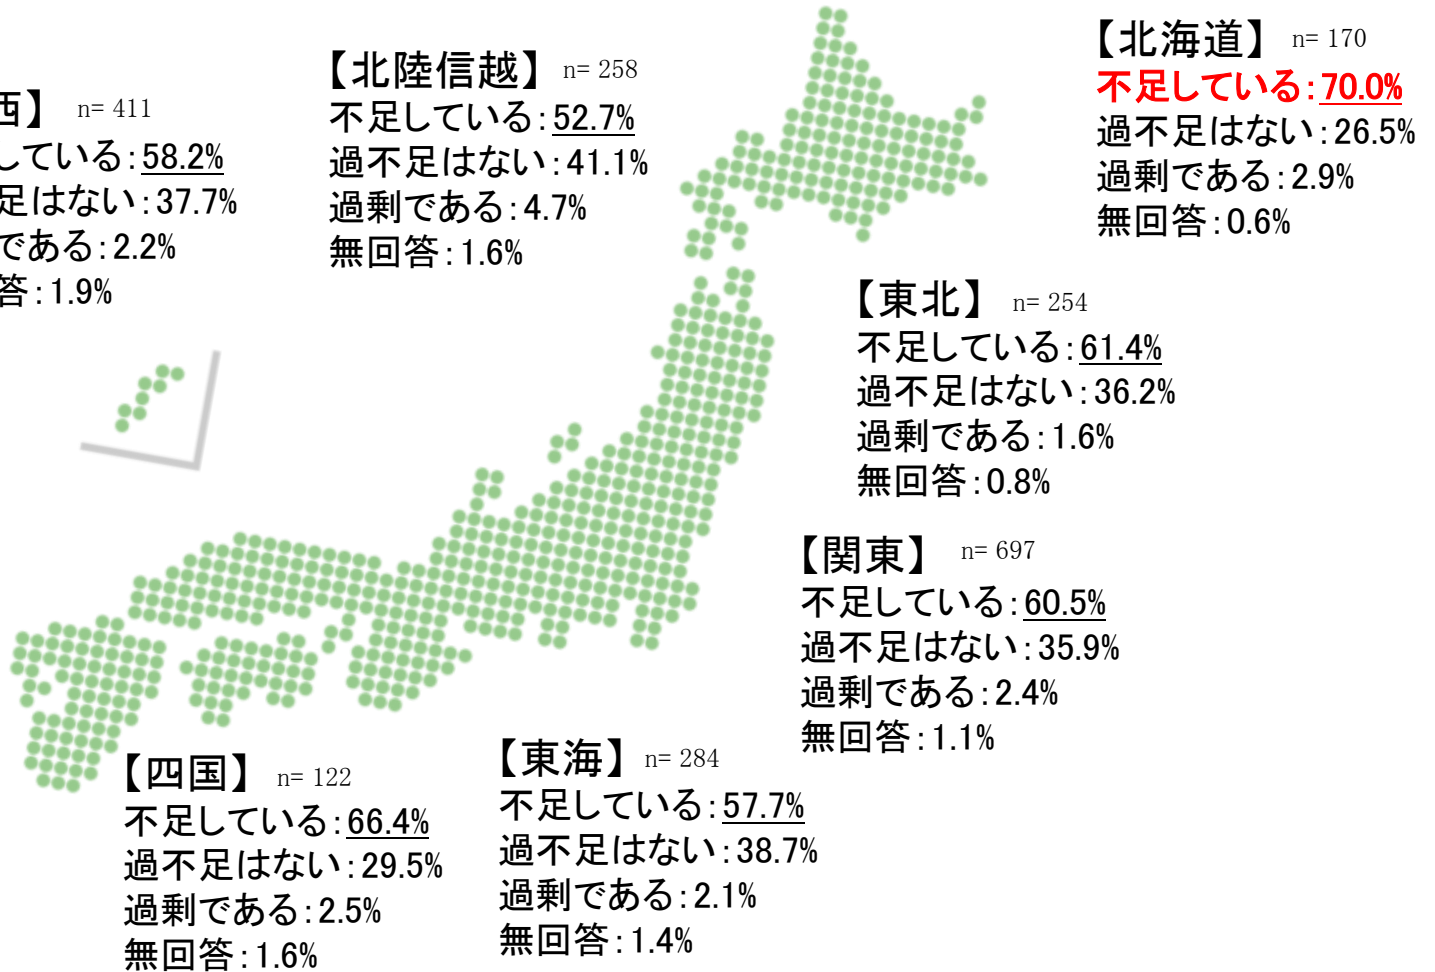 西】 n= 411
している：58.2%
足はない：37.7%
である：2.2%
答：1.9%
【北陸信越】 n= 258
不足している：52.7%
過不足はない：41.1%
過剰である：4.7%
無回答：1.6%
【北海道】 n= 170
不足している：70.0%
過不足はない：26.5%
過剰である：2.9%
無回答：0.6%
【東北】 n= 254
不足している：61.4%
過不足はない：36.2%
過剰である：1.6%
無回答：0.8%
【関東】 n= 697
不足している：60.5%
過不足はない：35.9%
過剰である：2.4%
無回答：1.1%
【四国】 n= 122
不足している：66.4%
過不足はない：29.5%
過剰である：2.5%
無回答：1.6%
【東海】 n= 284
不足している：57.7%
過不足はない：38.7%
過剰である：2.1%
無回答：1.4%